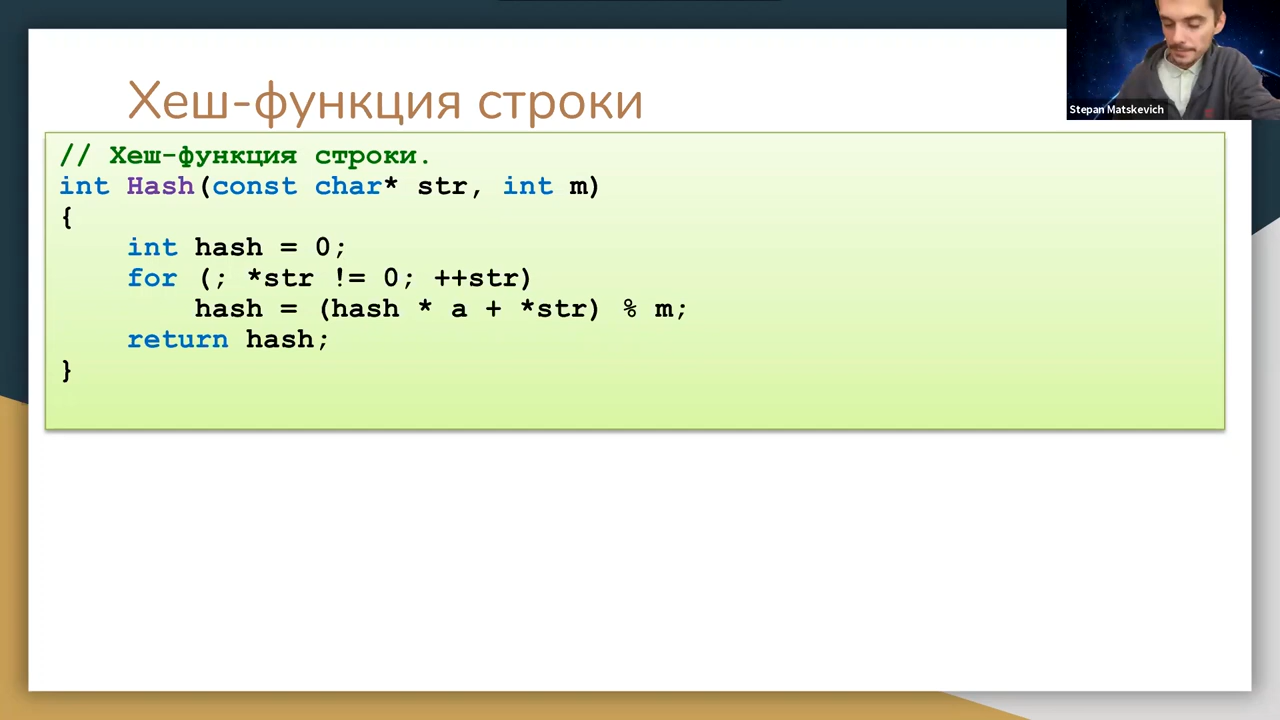 Хеш-функция строки
Stepan Matskevich
// Хеш-функция строки.
int Hash(const char* str, int m)
{
    int hash = 0;
    for (; *str != 0; ++str)
        hash = (hash * a + *str) % m;
    return hash;
}